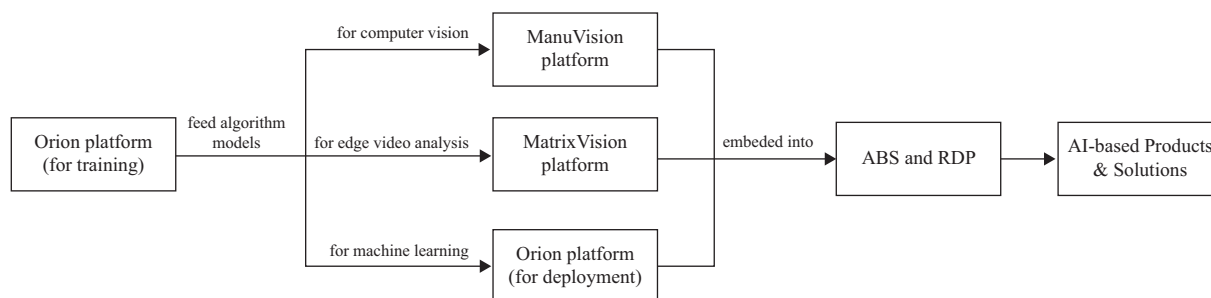 Orion platform
(for training)
feed algorithm
models
for computer vision
for edge video analysis
for machine learning
ManuVision
platform
MatrixVision
platform
Orion platform
(for deployment)
embeded into
ABS and RDP
AI-based Products
& Solutions